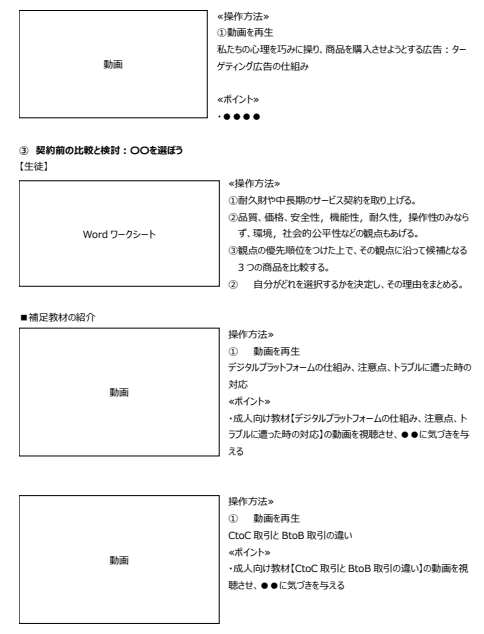 ≪操作方法≫
①動画を再生
私たちの心理を巧みに操り、商品を購入させようとする広告：ター
ゲティング広告の仕組み
動画
≪ポイント≫
・●●●●
③ 契約前の比較と検討：〇〇を選ぼう
【生徒】
≪操作方法≫
①耐久財や中長期のサービス契約を取り上げる。
②品質、価格、安全性，機能性，耐久性，操作性のみなら
ず、環境，社会的公平性などの観点もあげる。
Word ワークシート
③観点の優先順位をつけた上で、その観点に沿って候補となる
３つの商品を比較する。
② 自分がどれを選択するかを決定し、その理由をまとめる。
■補足教材の紹介
操作方法≫
① 動画を再生
デジタルプラットフォームの仕組み、注意点、トラブルに遭った時の
対応
動画
≪ポイント≫
・成人向け教材【デジタルプラットフォームの仕組み、注意点、ト
ラブルに遭った時の対応】の動画を視聴させ、●●に気づきを与
える
操作方法≫
① 動画を再生
CtoC 取引と BtoB 取引の違い
≪ポイント≫
動画
・成人向け教材【CtoC 取引と BtoB 取引の違い】の動画を視
聴させ、●●に気づきを与える